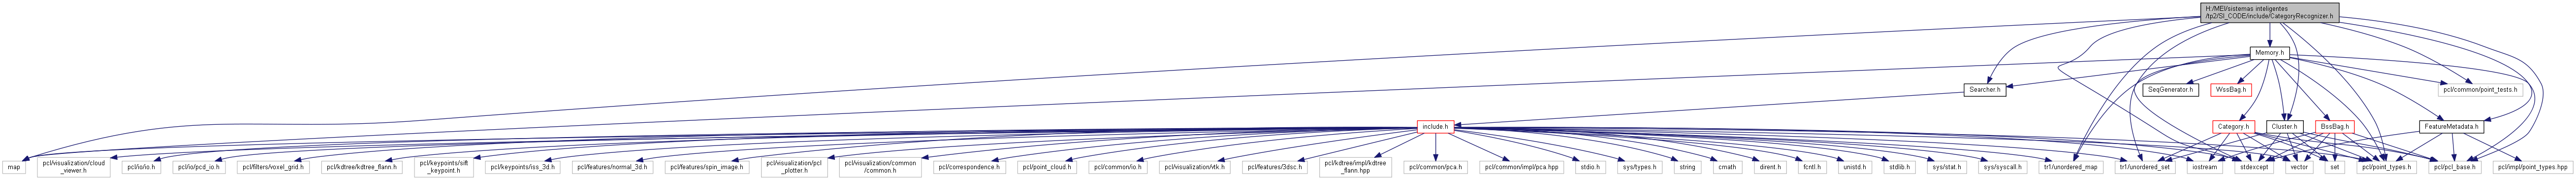 H:/MEI/sistemas inteligentes
/tp2/SI_CODE/include/CategoryRecognizer.h
Memory.h
Searcher.h
SeqGenerator.h
WssBag.h
pcl/common/point_tests.h
include.h
Category.h
Cluster.h
BssBag.h
FeatureMetadata.h
map
pcl/visualization/cloud
_viewer.h
pcl/io/io.h
pcl/io/pcd_io.h
pcl/filters/voxel_grid.h
pcl/kdtree/kdtree_flann.h
pcl/keypoints/sift
_keypoint.h
pcl/keypoints/iss_3d.h
pcl/features/normal_3d.h
pcl/features/spin_image.h
pcl/visualization/pcl
_plotter.h
pcl/visualization/common
/common.h
pcl/correspondence.h
pcl/point_cloud.h
pcl/common/io.h
pcl/visualization/vtk.h
pcl/features/3dsc.h
pcl/kdtree/impl/kdtree
_flann.hpp
pcl/common/pca.h
pcl/common/impl/pca.hpp
stdio.h
sys/types.h
string
cmath
dirent.h
fcntl.h
unistd.h
stdlib.h
sys/stat.h
sys/syscall.h
tr1/unordered_map
tr1/unordered_set
iostream
stdexcept
vector
set
pcl/point_types.h
pcl/pcl_base.h
pcl/impl/point_types.hpp